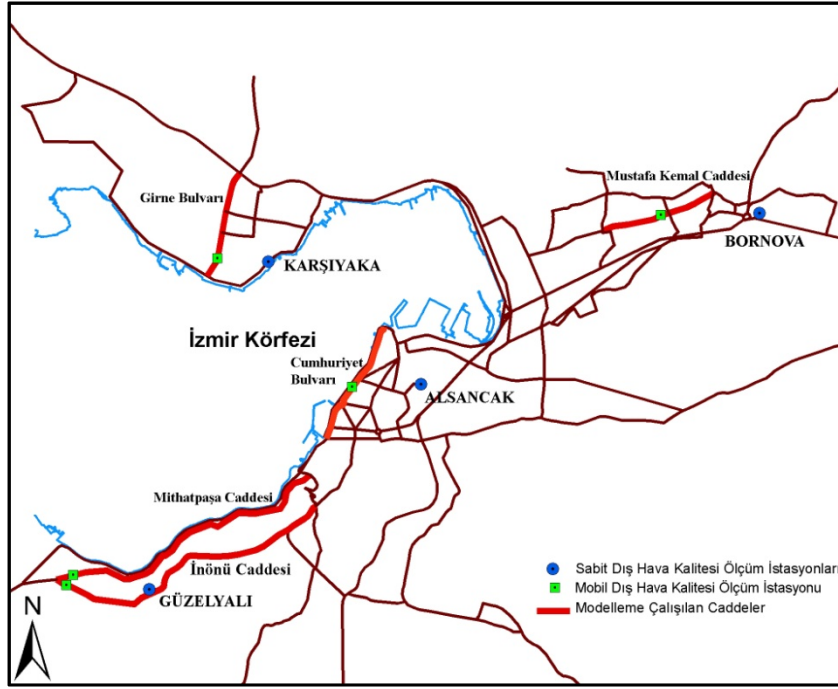 Mustafa Kemal Caddesi
Girne Bulvarı
BORNOVA
KARŞIYAKA
İzmir Körfezi
Cumhuriyet
Bulvarı
ALSANCAK
Mithatpaşa Caddesi
İnönü Caddesi
GÜZELYALI
Sabit Dış Hava Kalitesi Ölçüm İstasyonları
Mobil Dış Hava Kalitesi Ölçüm İstasyonu
Modelleme Çalışılan Caddeler
N